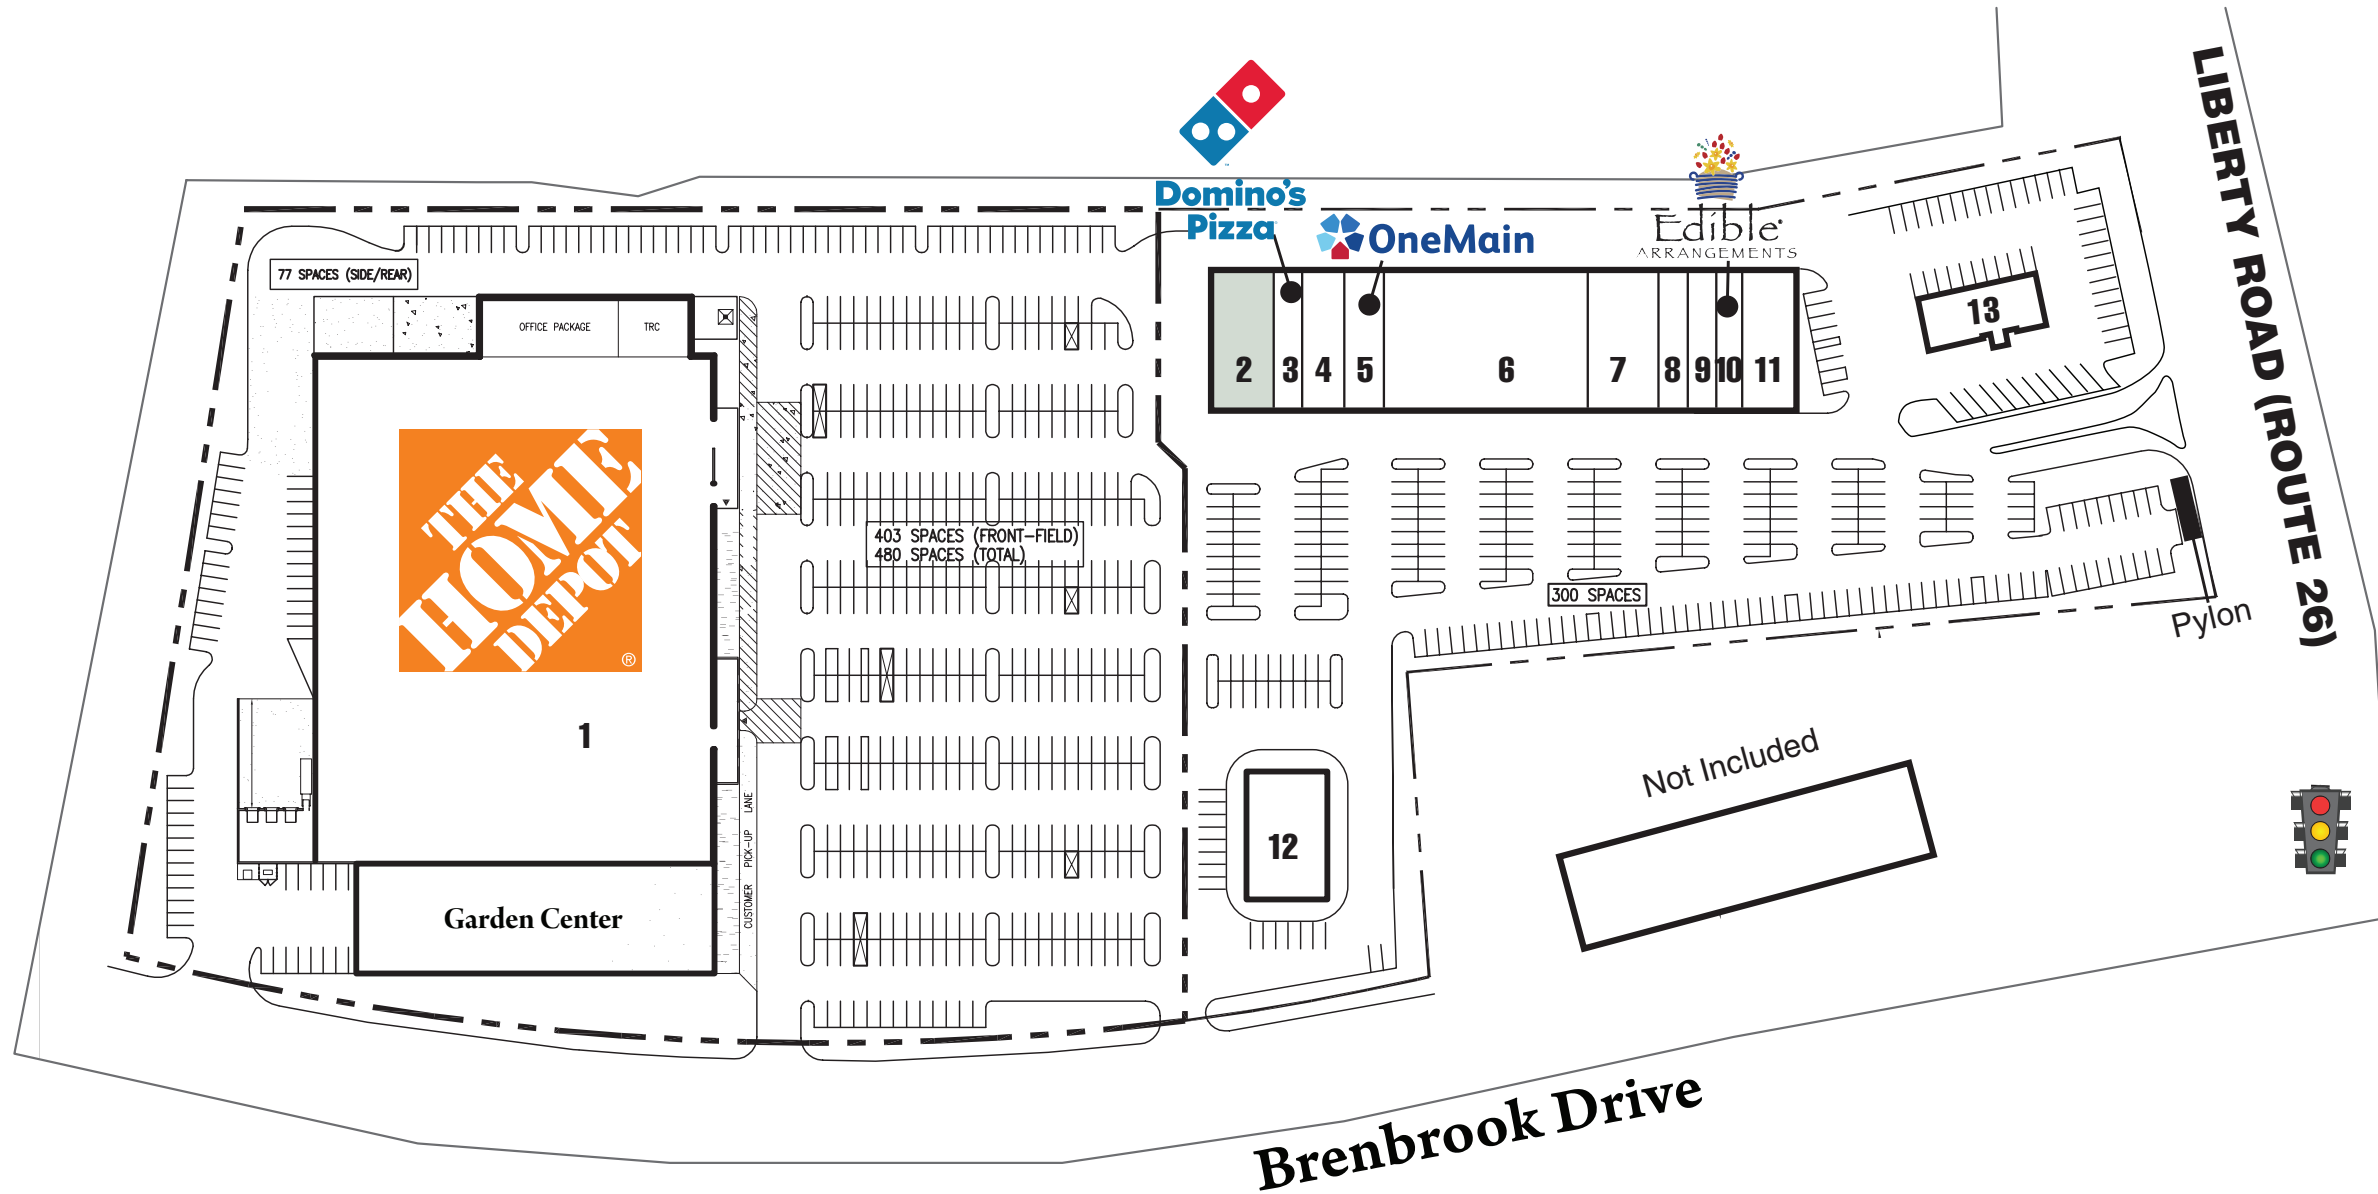 Domino's
Pizza
OneMain
Edible®
ARRANGEMENTS
LIBERTY ROAD (ROUTE 26)
77 SPACES (SIDE/REAR)
OFFICE PACKAGE
TRC
13
2
3
4
5
6
7
8
9
10
11
THE
HOME
DEPOT
®
403 SPACES (FRONT-FIELD)
480 SPACES (TOTAL)
300 SPACES
Pylon
1
Not Included
12
CUSTOMER PICK-UP LANE
Garden Center
Brenbrook Drive